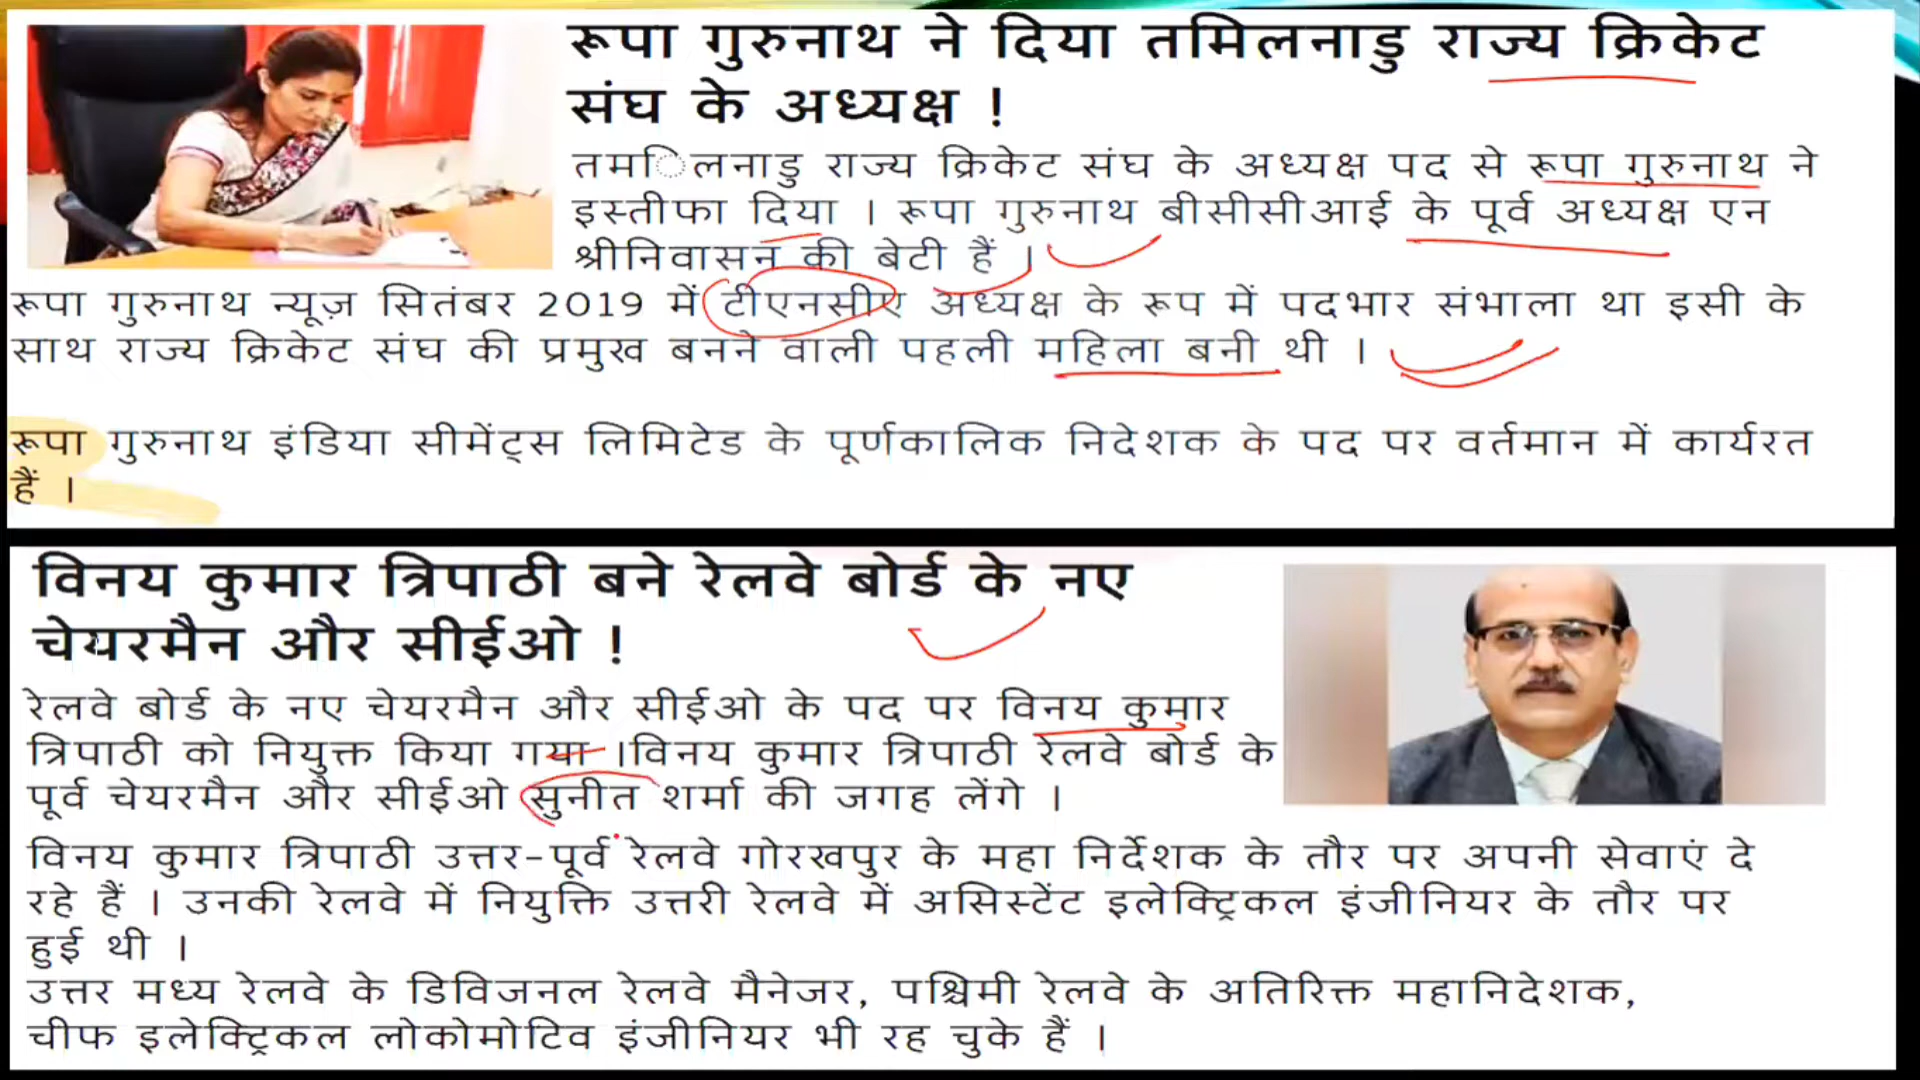 रूपा गुरुनाथ ने दिया तमिलनाडु राज्य क्रिकेट
संघ के अध्यक्ष !
तमिलनाडु राज्य क्रिकेट संघ के अध्यक्ष पद से रूपा गुरुनाथ ने
इस्तीफा दिया । रूपा गुरुनाथ बीसीसीआई के पूर्व अध्यक्ष एन
श्रीनिवासन की बेटी हैं ।
रूपा गुरुनाथ न्यूज़ सितंबर 2019 में टीएनसीए अध्यक्ष के रूप में पदभार संभाला था इसी के
साथ राज्य क्रिकेट संघ की प्रमुख बनने वाली पहली महिला बनी थी ।
रूपा गुरुनाथ इंडिया सीमेंट्स लिमिटेड के पूर्णकालिक निदेशक के पद पर वर्तमान में कार्यरत
हैं ।
विनय कुमार त्रिपाठी बने रेलवे बोर्ड के नए
चेयरमैन और सीईओ !
रेलवे बोर्ड के नए चेयरमैन और सीईओ के पद पर विनय कुमार
त्रिपाठी को नियुक्त किया गया ।विनय कुमार त्रिपाठी रेलवे बोर्ड के
पूर्व चेयरमैन और सीईओ सुनीत शर्मा की जगह लेंगे ।
विनय कुमार त्रिपाठी उत्तर-पूर्व रेलवे गोरखपुर के महा निर्देशक के तौर पर अपनी सेवाएं दे
रहे हैं । उनकी रेलवे में नियुक्ति उत्तरी रेलवे में असिस्टेंट इलेक्ट्रिकल इंजीनियर के तौर पर
हुई थी ।
उत्तर मध्य रेलवे के डिविजनल रेलवे मैनेजर, पश्चिमी रेलवे के अतिरिक्त महानिदेशक,
चीफ इलेक्ट्रिकल लोकोमोटिव इंजीनियर भी रह चुके हैं ।